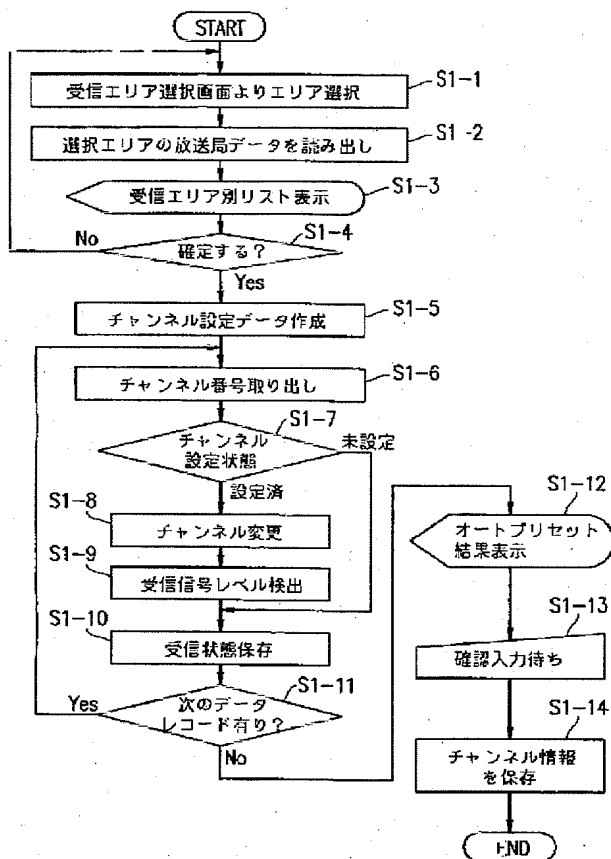 START
受信エリア選択画面よりエリア選択
S1-1
選択エリアの放送局データを読み出し
S1-2
受信エリア別リスト表示
S1-3
確定する?
S1-4
No
Yes
チャンネル設定データ作成
S1-5
チャンネル番号取り出し
S1-6
チャンネル
設定状態
S1-7
未設定
設定済
S1-8
チャンネル変更
S1-9
受信信号レベル検出
S1-10
受信状態保存
S1-11
次のデータ
レコード有り?
Yes
No
S1-12
オートプリセット
結果表示
S1-13
確認入力待ち
S1-14
チャンネル情報
を保存
END